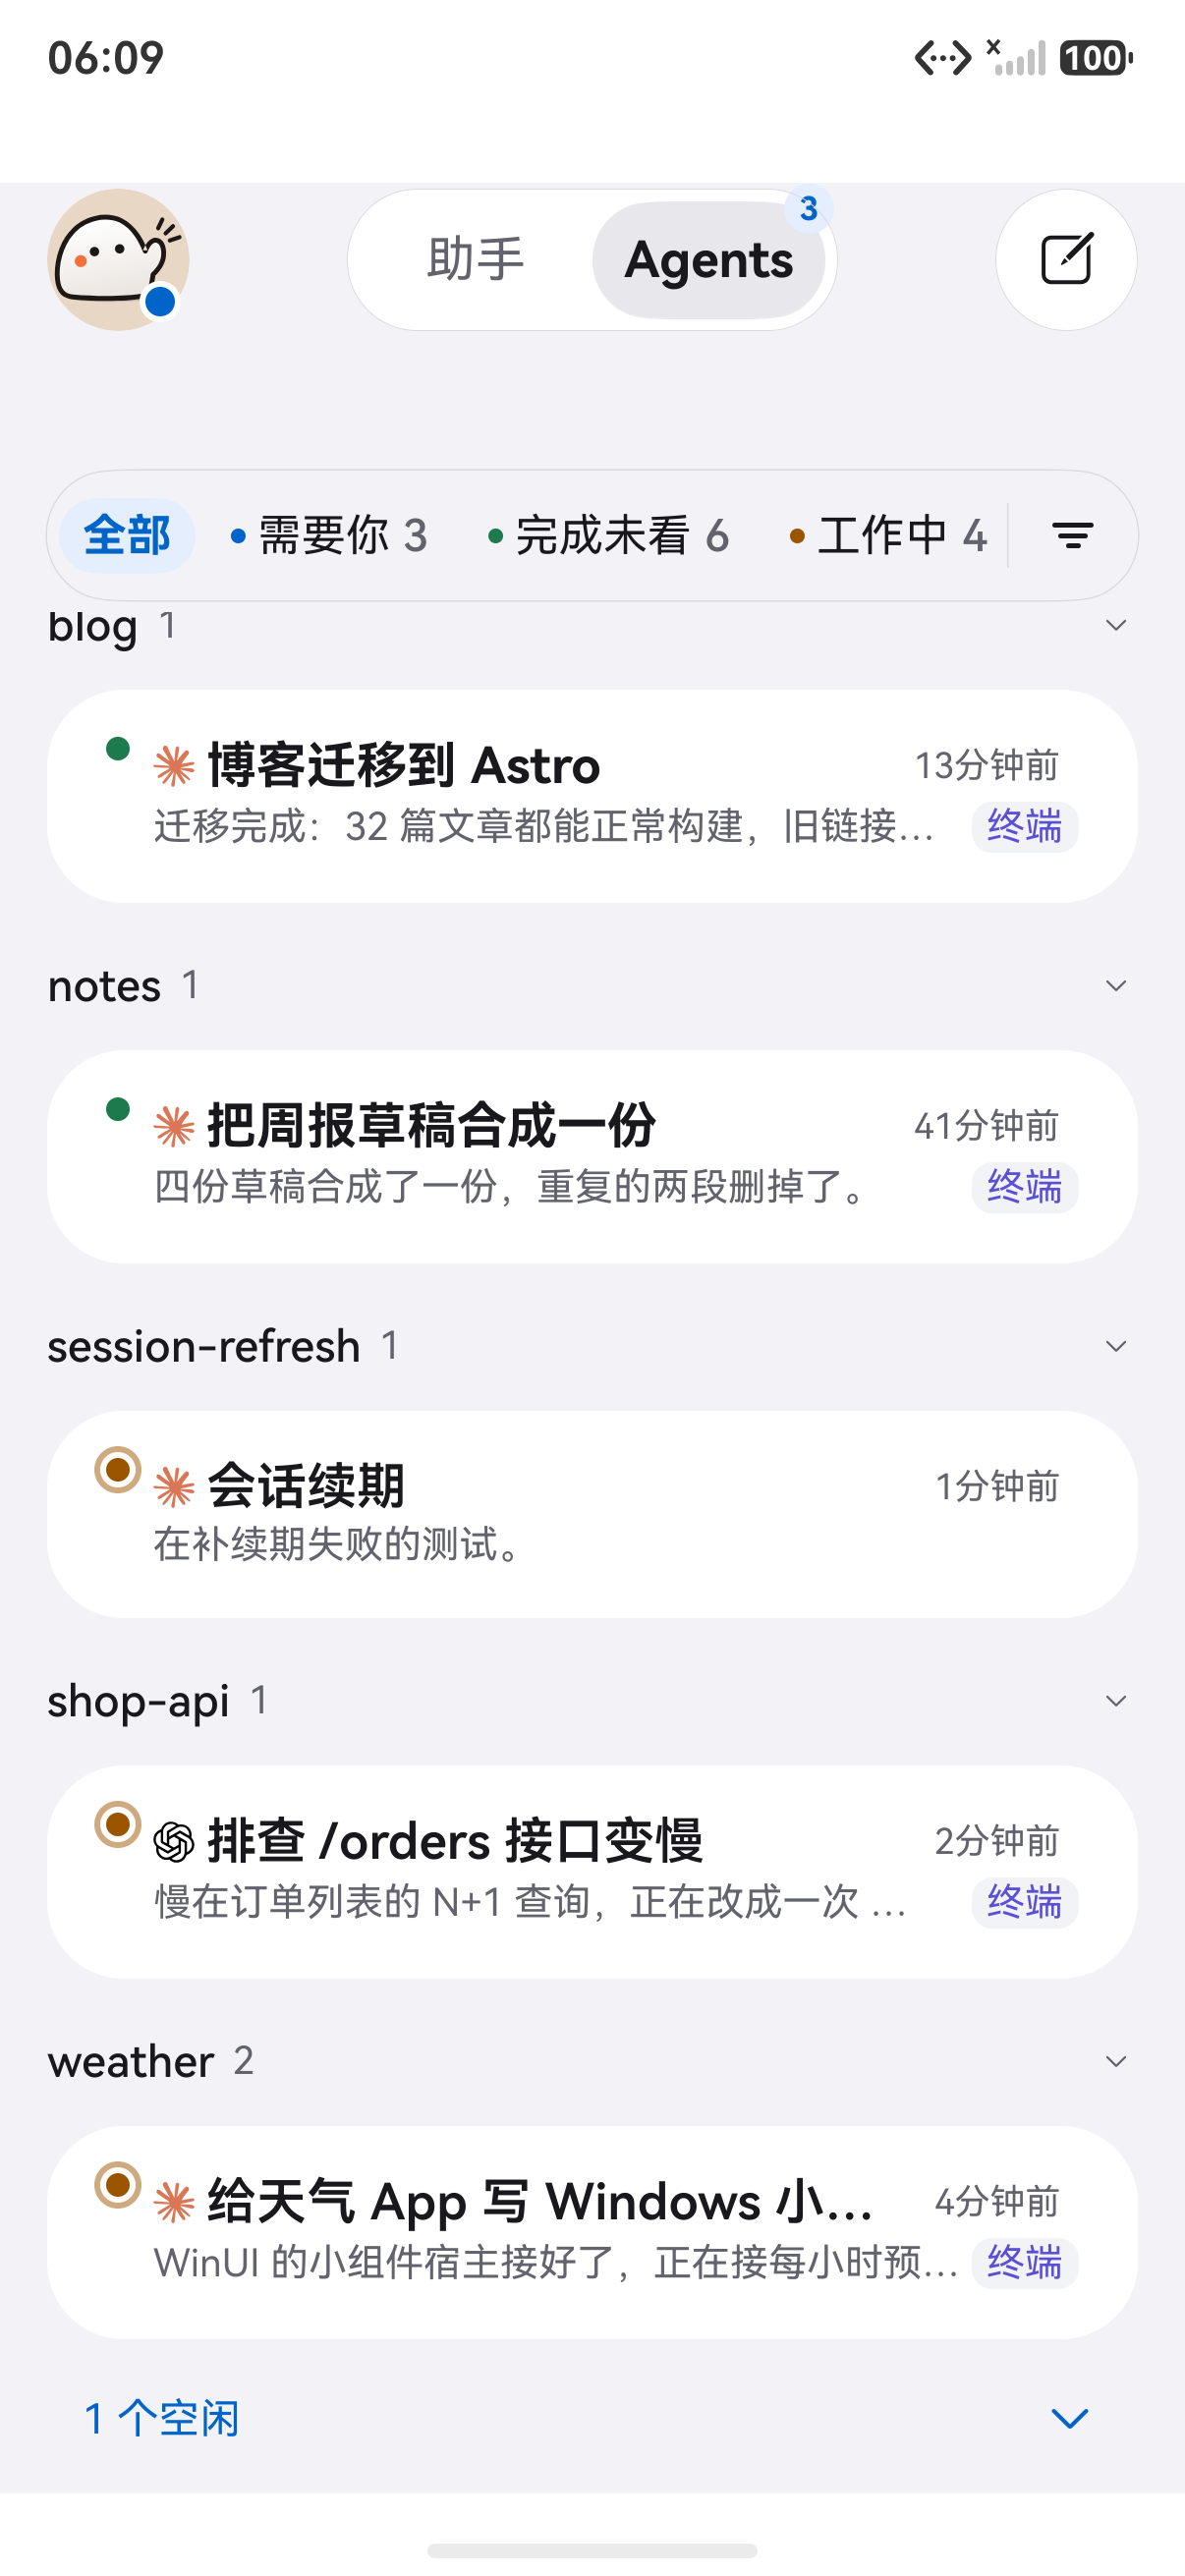 06:09
100
助手
Agents
3
全部
需要你 3
完成未看 6
工作中 4
blog 1
博客迁移到 Astro
13分钟前
迁移完成：32 篇文章都能正常构建，旧链接…
终端
notes 1
把周报草稿合成一份
41分钟前
四份草稿合成了一份，重复的两段删掉了。
终端
session-refresh 1
会话续期
1分钟前
在补续期失败的测试。
shop-api 1
排查 /orders 接口变慢
2分钟前
慢在订单列表的 N+1 查询，正在改成一次 …
终端
weather 2
给天气 App 写 Windows 小…
4分钟前
WinUI 的小组件宿主接好了，正在接每小时预…
终端
1 个空闲